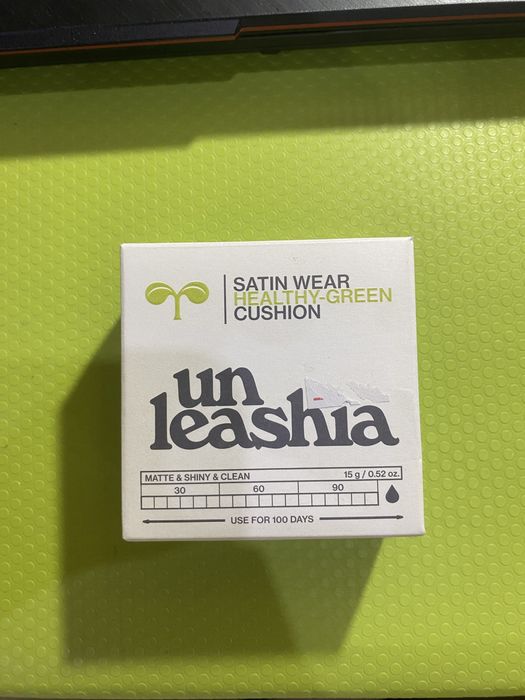 SATIN WEAR
HEALTHY-GREEN
CUSHION
un
leashia
MATTE & SHINY & CLEAN 15 g / 0.52 oz.
30 60 90
USE FOR 100 DAYS